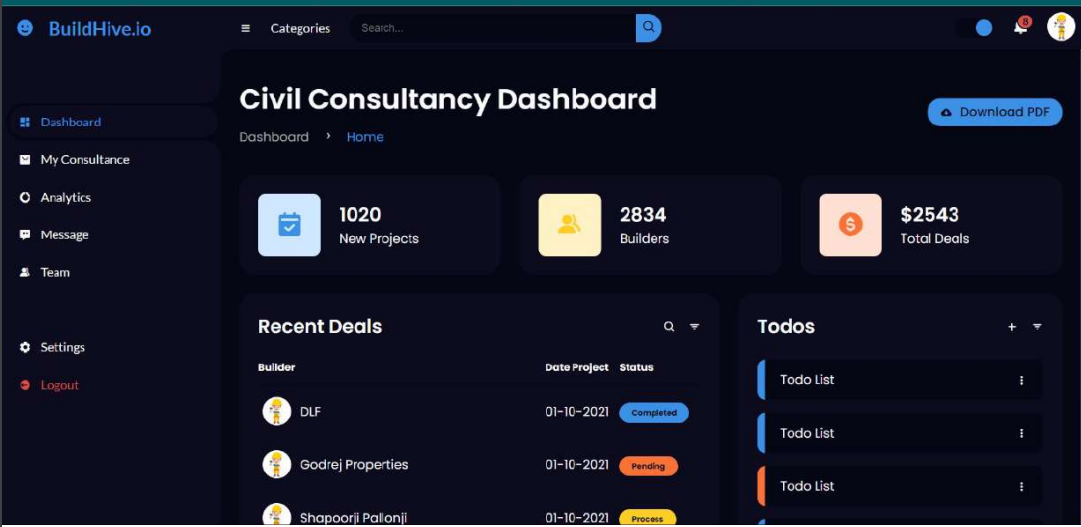 BuildHive.io
Categories
Search...
8
Dashboard
My Consultance
Analytics
Message
Team
Settings
Logout
Civil Consultancy Dashboard
Dashboard > Home
Download PDF
1020
New Projects
2834
Builders
$2543
Total Deals
Recent Deals
Builder Date Project Status
DLF 01-10-2021 Completed
Godrej Properties 01-10-2021 Pending
Shapoorji Pallonji 01-10-2021 Process
Todos
Todo List
Todo List
Todo List